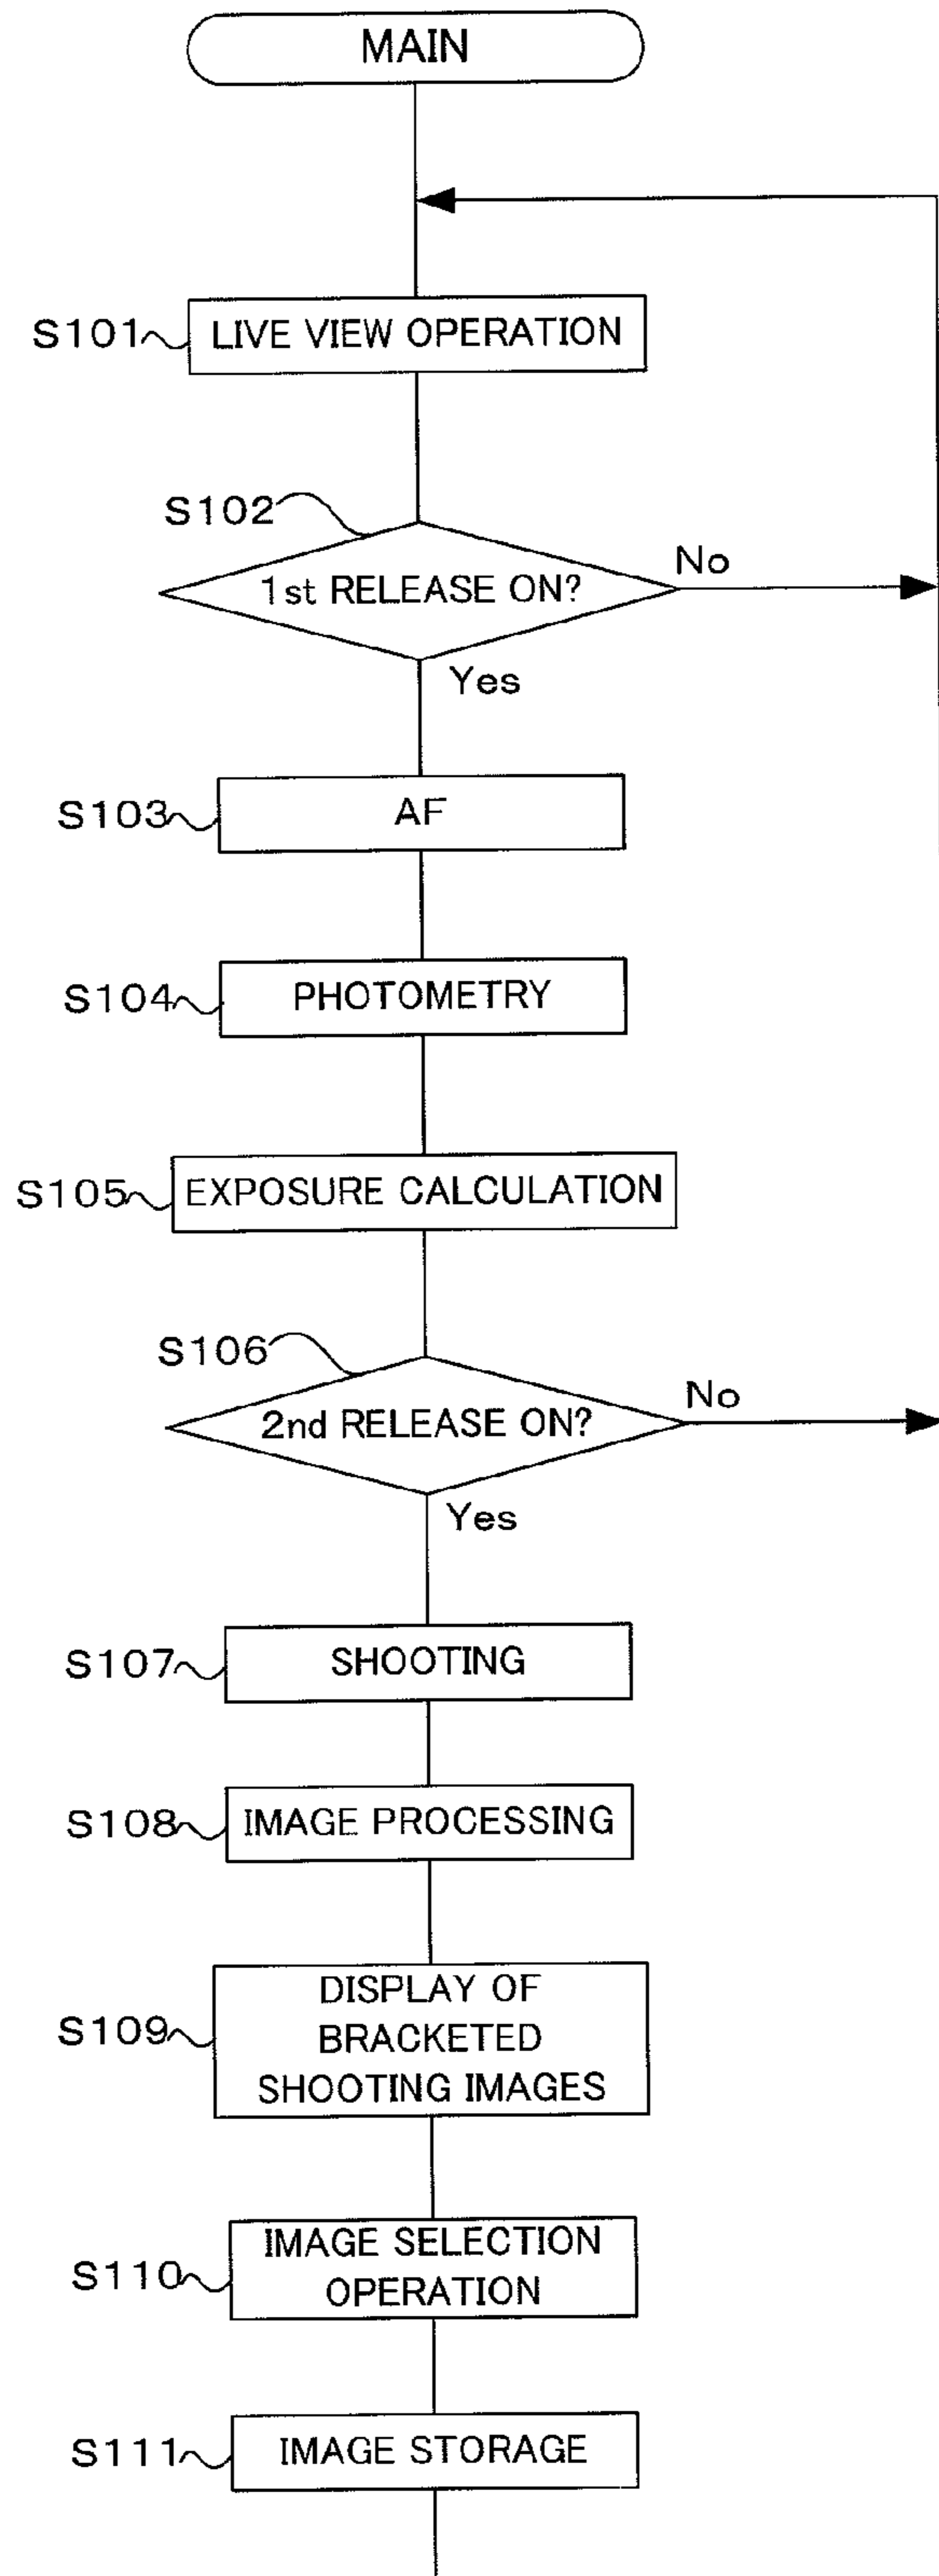 MAIN
S101
LIVE VIEW OPERATION
S102
1st RELEASE ON?
No
Yes
S103
AF
S104
PHOTOMETRY
S105
EXPOSURE CALCULATION
S106
2nd RELEASE ON?
No
Yes
S107
SHOOTING
S108
IMAGE PROCESSING
S109
DISPLAY OF
BRACKETED
SHOOTING IMAGES
S110
IMAGE SELECTION
OPERATION
S111
IMAGE STORAGE